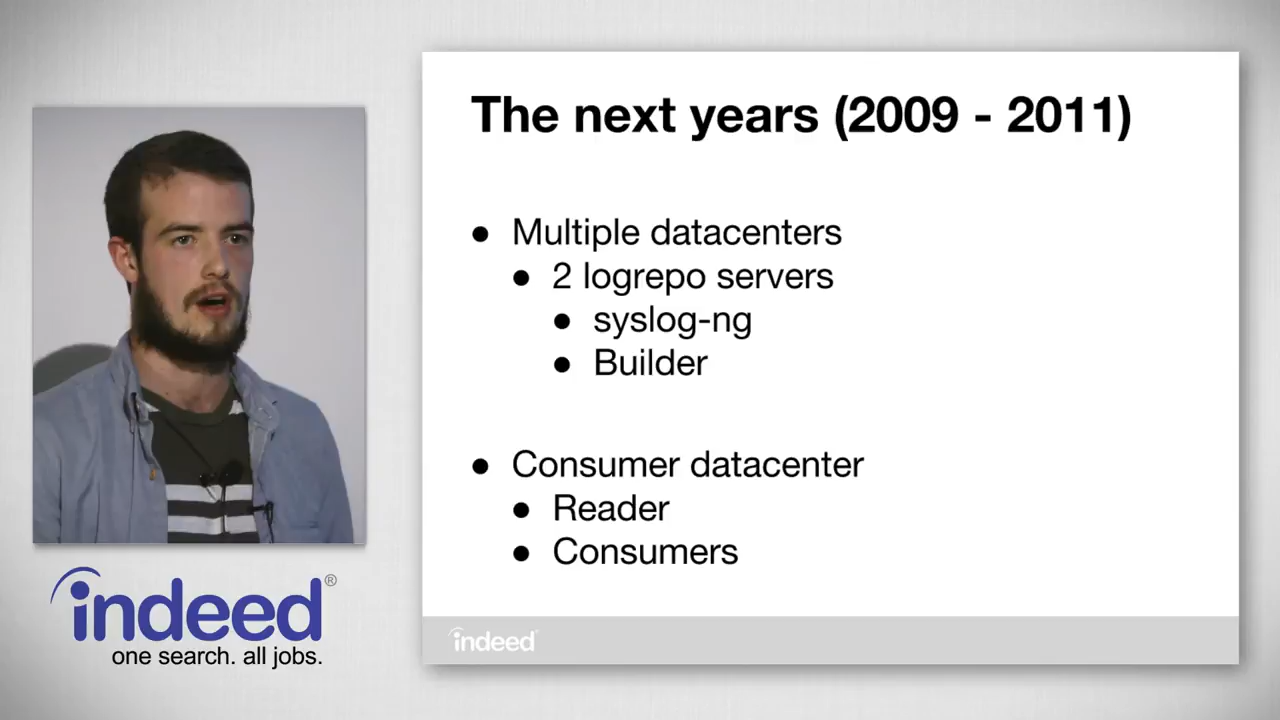 The next years (2009 - 2011)
● Multiple datacenters
● 2 logrepo servers
● syslog-ng
● Builder
● Consumer datacenter
● Reader
● Consumers
indeed
indeed®
one search. all jobs.